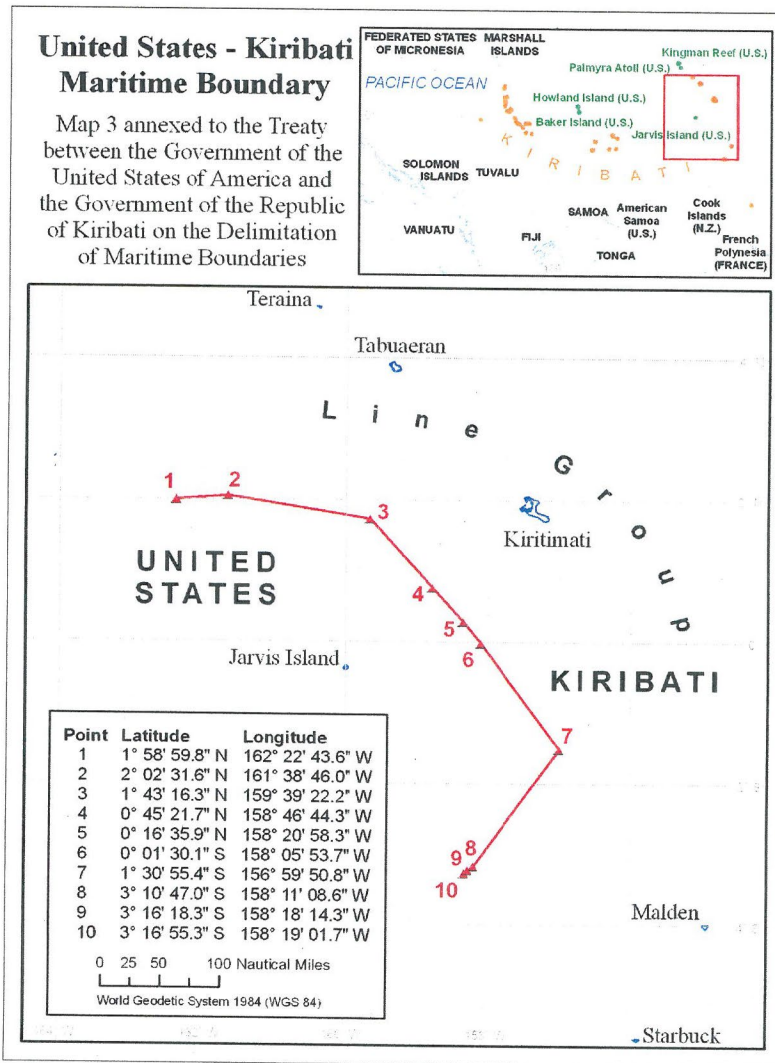 United States - Kiribati
Maritime Boundary
Map 3 annexed to the Treaty
between the Government of the
United States of America and
the Government of the Republic
of Kiribati on the Delimitation
of Maritime Boundaries
FEDERATED STATES
OF MICRONESIA
MARSHALL
ISLANDS
Kingman Reef (U.S.)
Palmyra Atoll (U.S.)
PACIFIC OCEAN
Howland Island (U.S.)
Baker Island (U.S.)
Jarvis Island (U.S.)
KIRIBATI
SOLOMON
ISLANDS
TUVALU
SAMOA
American
Samoa
(U.S.)
Cook
Islands
(N.Z.)
VANUATU
FIJI
TONGA
French
Polynesia
(FRANCE)
Teraina
Tabuaeran
Line Group
1
2
3
Kiritimati
UNITED
STATES
4
5
6
Jarvis Island
KIRIBATI
7
8
9
10
Malden
Starbuck
Point Latitude Longitude
1 1° 58' 59.8" N 162° 22' 43.6" W
2 2° 02' 31.6" N 161° 38' 46.0" W
3 1° 43' 16.3" N 159° 39' 22.2" W
4 0° 45' 21.7" N 158° 46' 44.3" W
5 0° 16' 35.9" N 158° 20' 58.3" W
6 0° 01' 30.1" S 158° 05' 53.7" W
7 1° 30' 55.4" S 156° 59' 50.8" W
8 3° 10' 47.0" S 158° 11' 08.6" W
9 3° 16' 18.3" S 158° 18' 14.3" W
10 3° 16' 55.3" S 158° 19' 01.7" W
0 25 50 100 Nautical Miles
World Geodetic System 1984 (WGS 84)